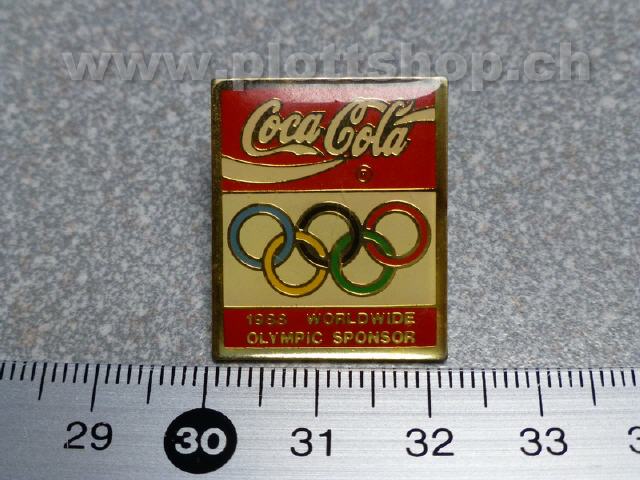 www.plottshop.ch
Coca-Cola
®
1988 WORLDWIDE
OLYMPIC SPONSOR
29 30 31 32 33